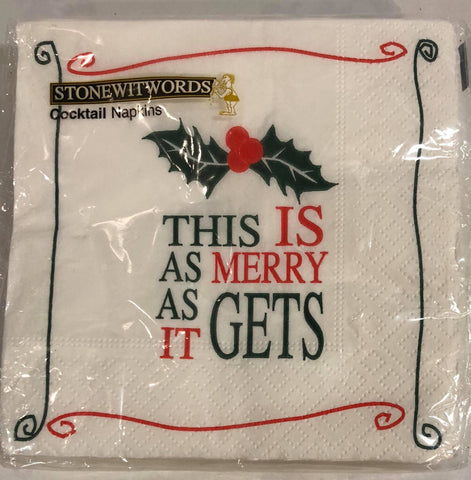 STONEWITWORDS
Cocktail Napkins
THIS IS
AS MERRY
AS
IT GETS